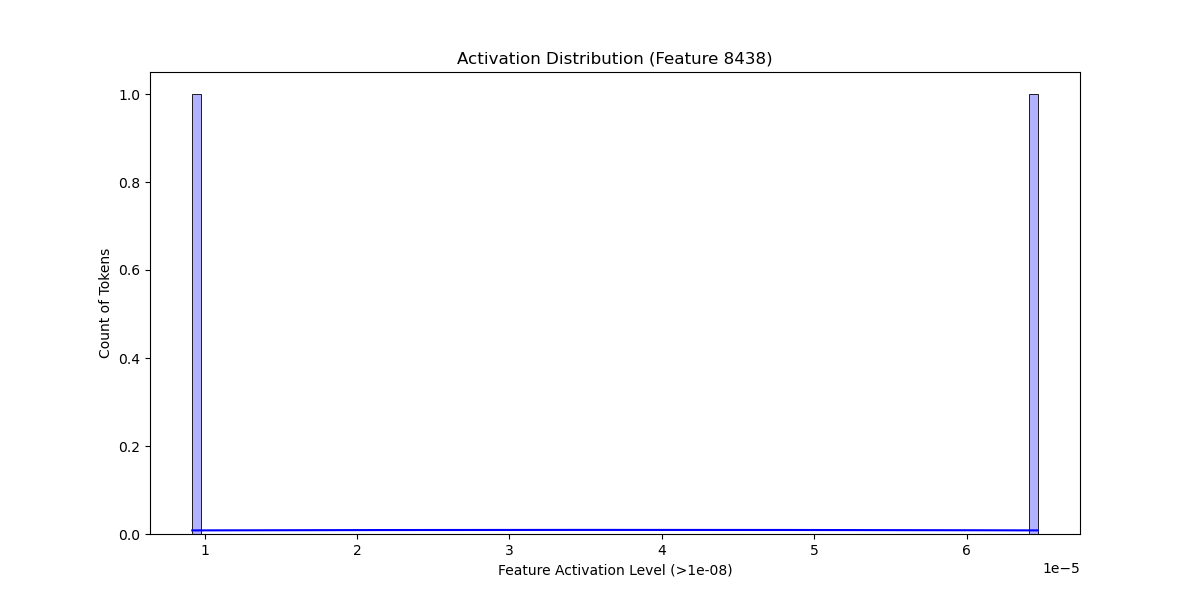 Activation Distribution (Feature 8438)
Count of Tokens
1.0
0.8
0.6
0.4
0.2
0.0
1 2 3 4 5 6
1e−5
Feature Activation Level (>1e-08)